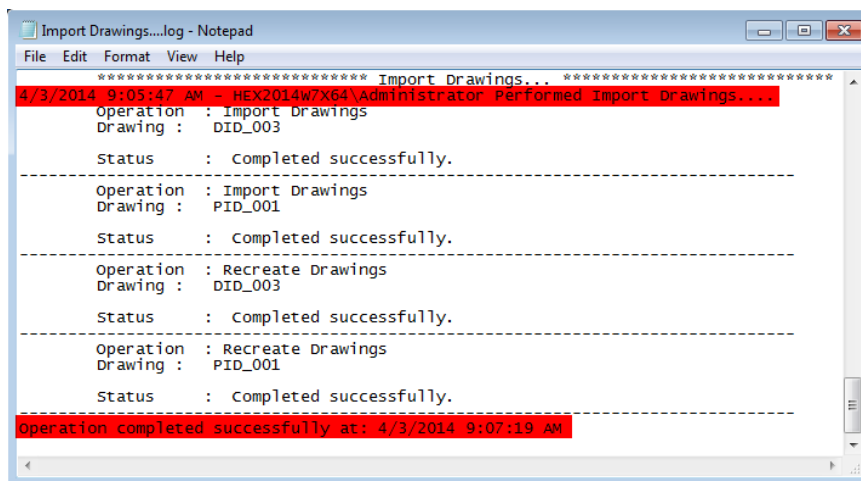 Import Drawings....log - Notepad
File Edit Format View Help
**************************** Import Drawings... ****************************
4/3/2014 9:05:47 AM - HEX2014W7X64\Administrator Performed Import Drawings....
Operation : Import Drawings
Drawing : DID_003
Status : Completed successfully.
--------------------------------------------------------------------------------
Operation : Import Drawings
Drawing : PID_001
Status : Completed successfully.
--------------------------------------------------------------------------------
Operation : Recreate Drawings
Drawing : DID_003
Status : Completed successfully.
--------------------------------------------------------------------------------
Operation : Recreate Drawings
Drawing : PID_001
Status : Completed successfully.
--------------------------------------------------------------------------------
Operation completed successfully at: 4/3/2014 9:07:19 AM